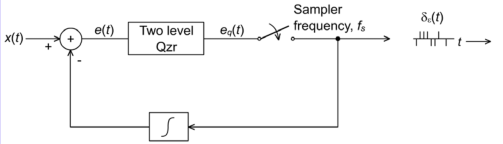 Sampler
frequency, fs
δε(t)
x(t)
+
e(t)
Two level
Qzr
eq(t)
t
+
-
∫